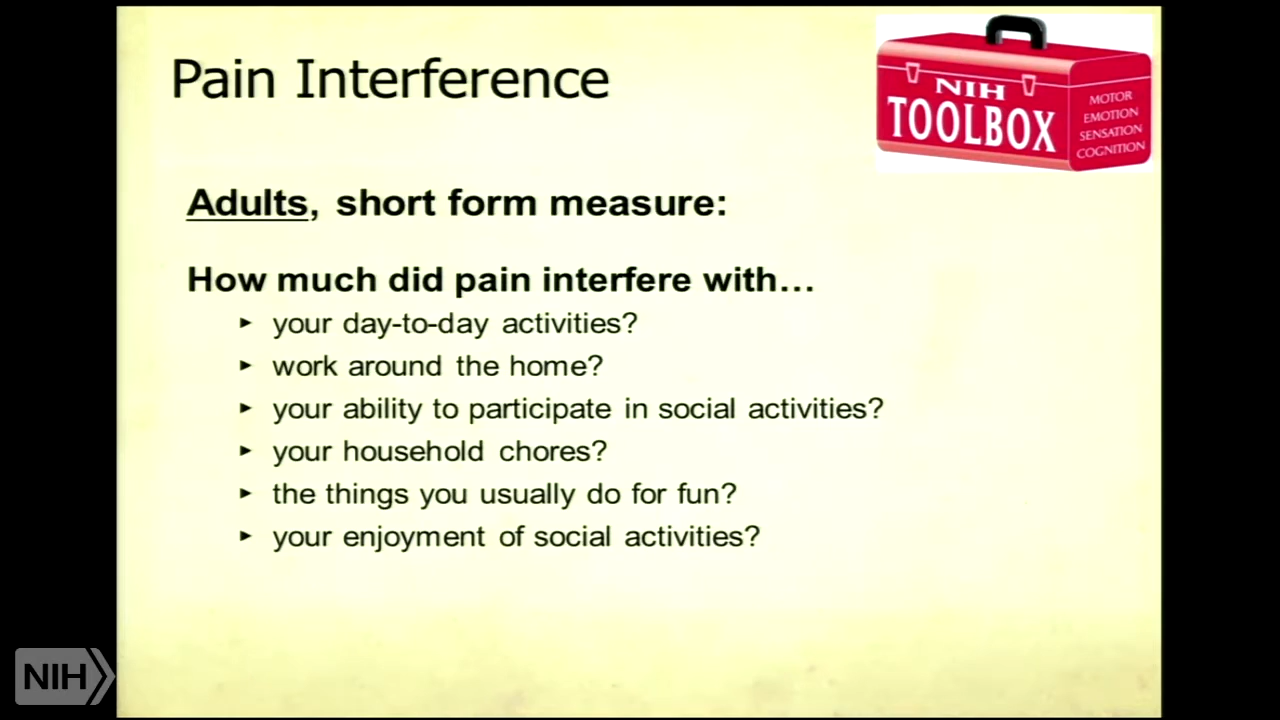 Pain Interference
NIH
TOOLBOX
MOTOR
EMOTION
SENSATION
COGNITION
Adults, short form measure:
How much did pain interfere with…
► your day-to-day activities?
► work around the home?
► your ability to participate in social activities?
► your household chores?
► the things you usually do for fun?
► your enjoyment of social activities?
NIH